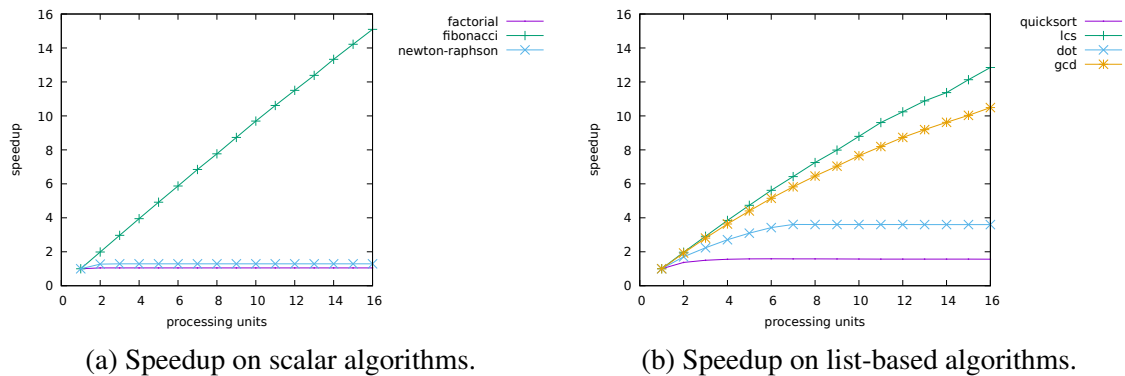 16
14
12
10
8
6
4
2
0
speedup
0 2 4 6 8 10 12 14 16
processing units
factorial
fibonacci
newton-raphson
(a) Speedup on scalar algorithms.
16
14
12
10
8
6
4
2
0
speedup
0 2 4 6 8 10 12 14 16
processing units
quicksort
lcs
dot
gcd
(b) Speedup on list-based algorithms.